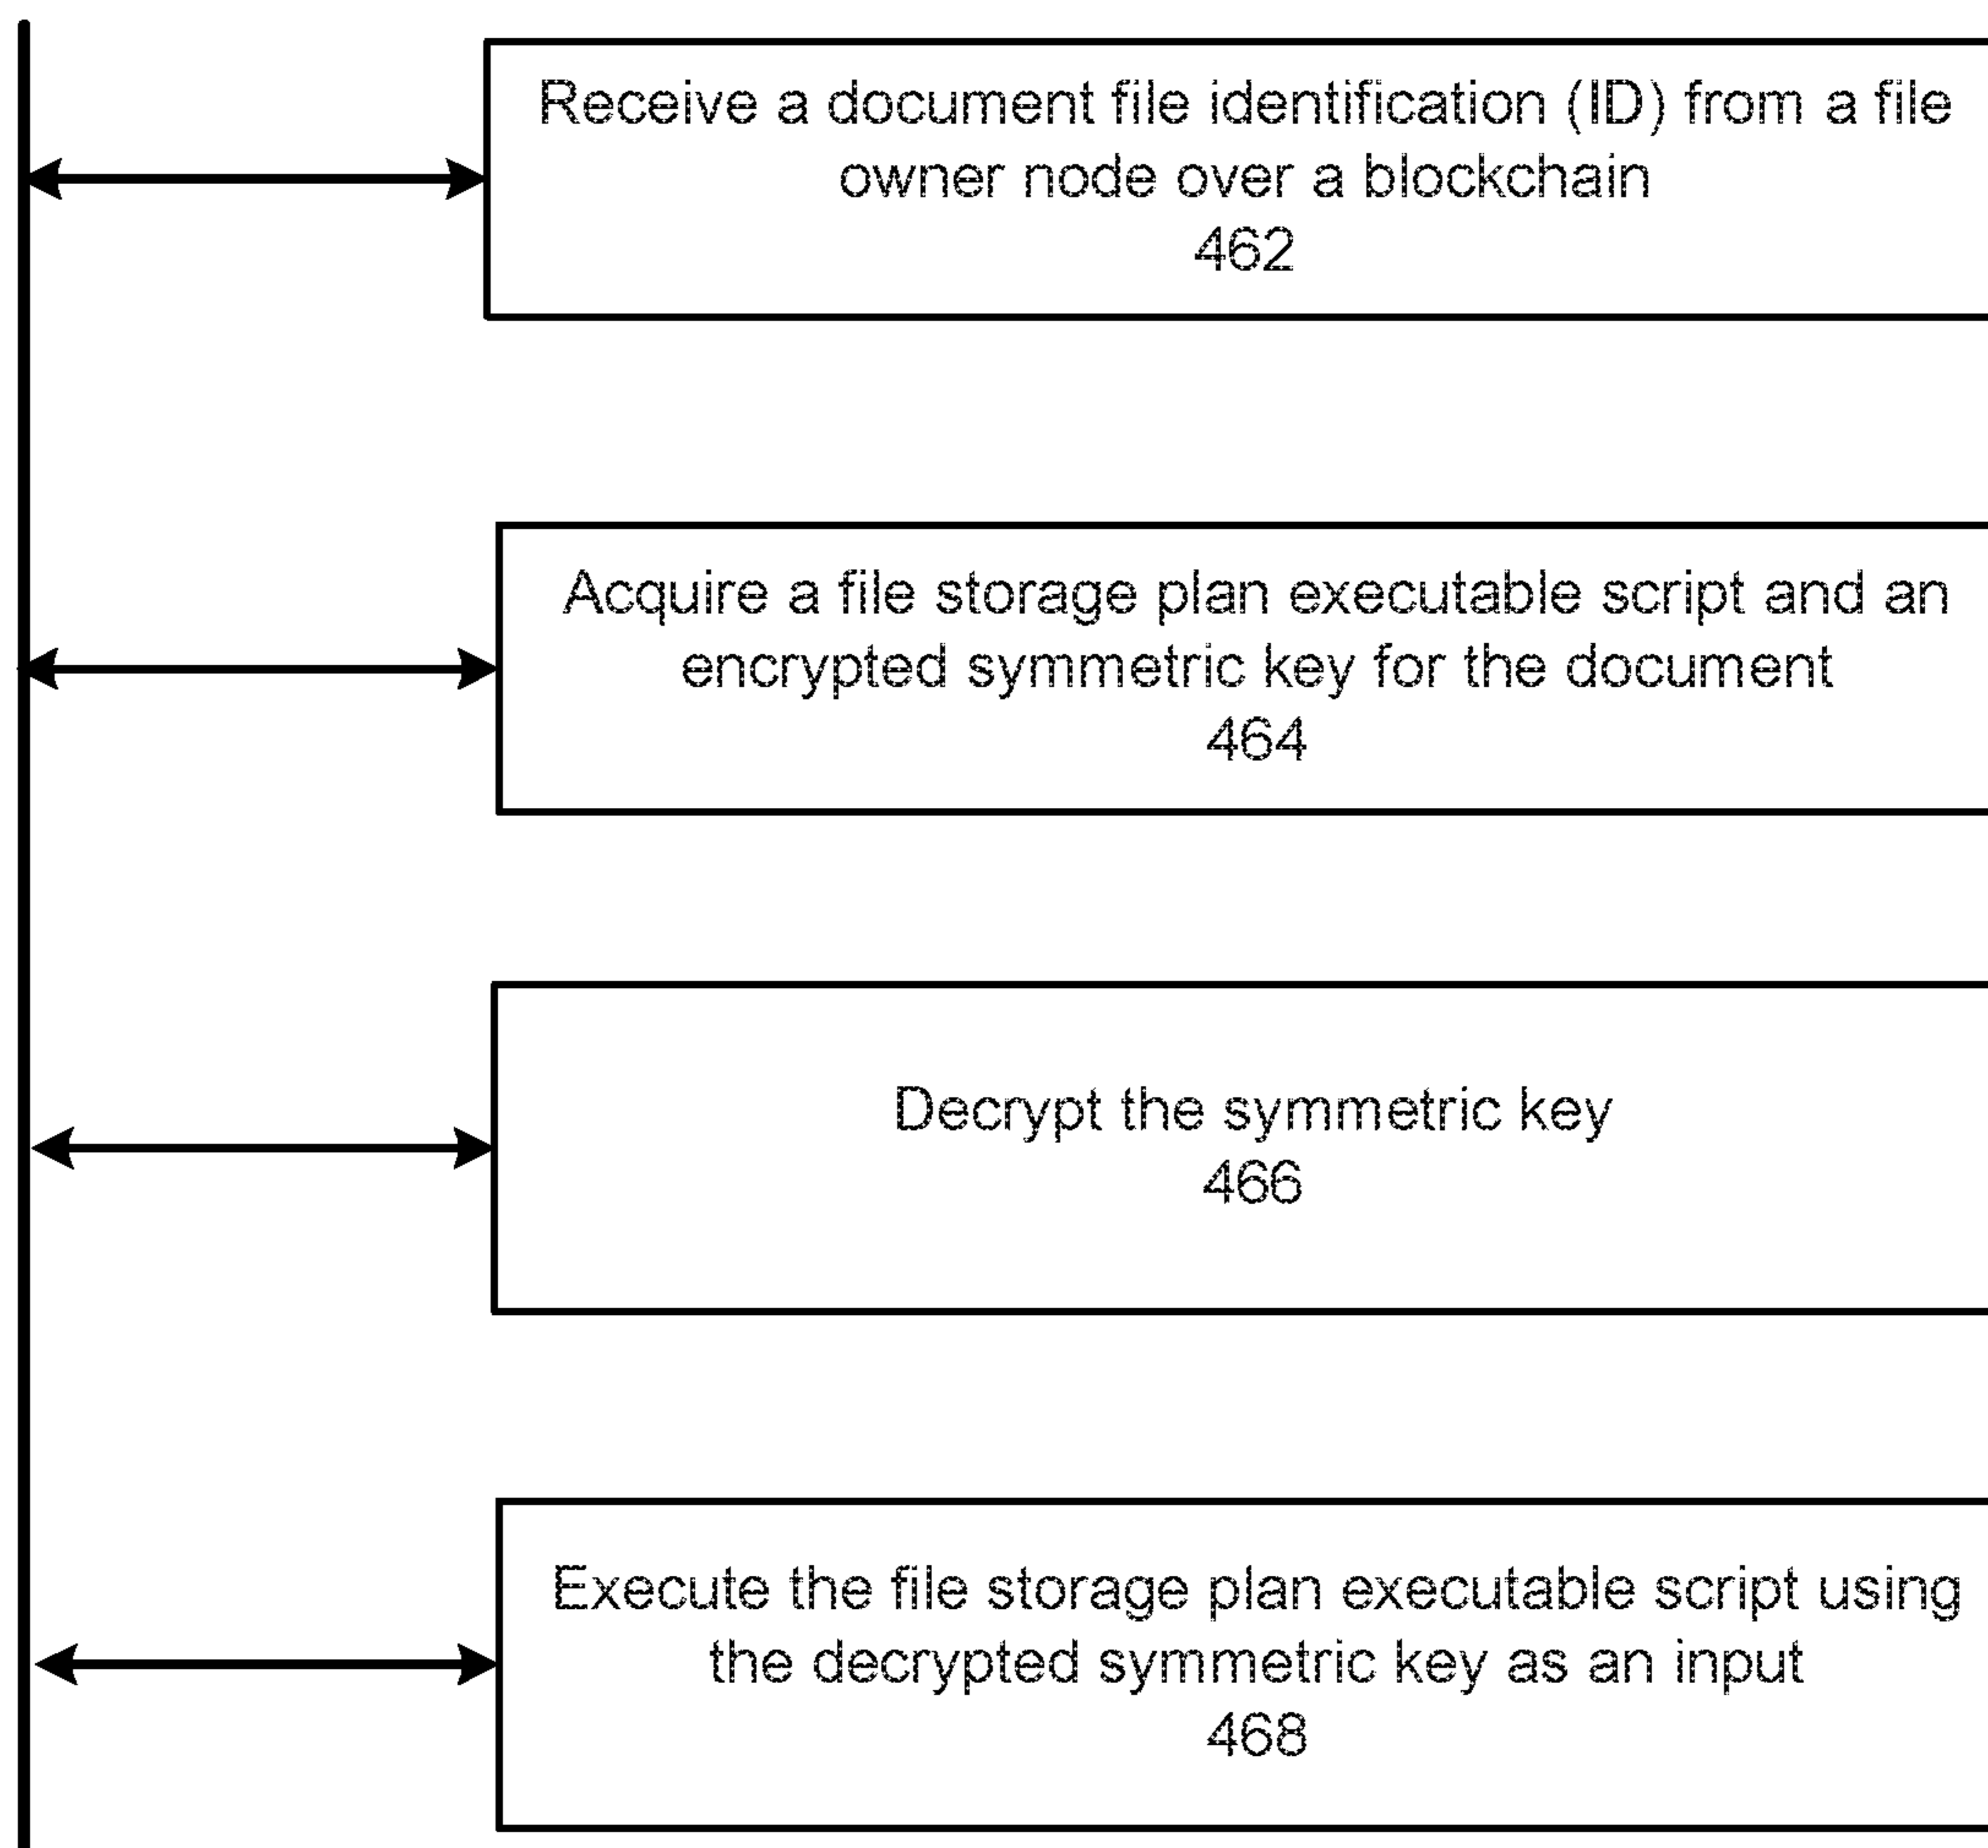 Receive a document file identification (ID) from a file
owner node over a blockchain
462
Acquire a file storage plan executable script and an
encrypted symmetric key for the document
464
Decrypt the symmetric key
466
Execute the file storage plan executable script using
the decrypted symmetric key as an input
468